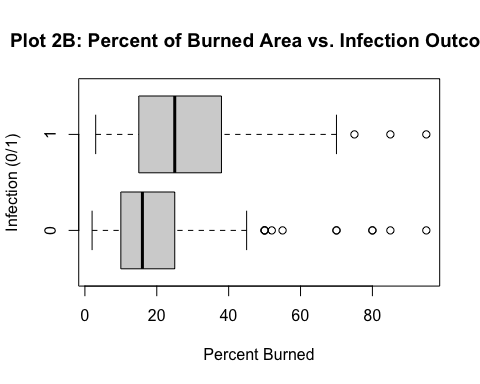 Plot 2B: Percent of Burned Area vs. Infection Outco
Infection (0/1)
1
0
0 20 40 60 80
Percent Burned